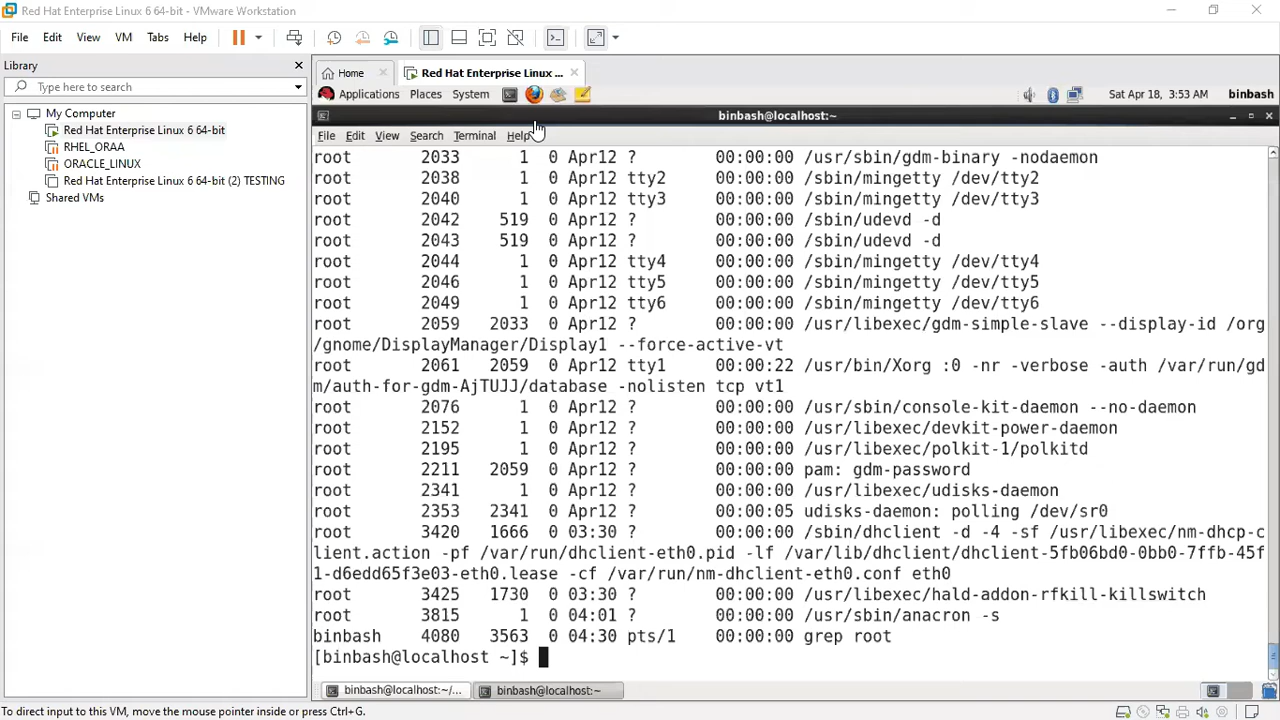 Red Hat Enterprise Linux 6 64-bit - VMware Workstation
File Edit View VM Tabs Help
Library
Type here to search
My Computer
Red Hat Enterprise Linux 6 64-bit
RHEL_ORAA
ORACLE_LINUX
Red Hat Enterprise Linux 6 64-bit (2) TESTING
Shared VMs
Home Red Hat Enterprise Linux ...
Applications Places System Sat Apr 18, 3:53 AM binbash
binbash@localhost:~
File Edit View Search Terminal Help
root 2033 1 0 Apr12 ? 00:00:00 /usr/sbin/gdm-binary -nodaemon
root 2038 1 0 Apr12 tty2 00:00:00 /sbin/mingetty /dev/tty2
root 2040 1 0 Apr12 tty3 00:00:00 /sbin/mingetty /dev/tty3
root 2042 519 0 Apr12 ? 00:00:00 /sbin/udevd -d
root 2043 519 0 Apr12 ? 00:00:00 /sbin/udevd -d
root 2044 1 0 Apr12 tty4 00:00:00 /sbin/mingetty /dev/tty4
root 2046 1 0 Apr12 tty5 00:00:00 /sbin/mingetty /dev/tty5
root 2049 1 0 Apr12 tty6 00:00:00 /sbin/mingetty /dev/tty6
root 2059 2033 0 Apr12 ? 00:00:00 /usr/libexec/gdm-simple-slave --display-id /org
/gnome/DisplayManager/Display1 --force-active-vt
root 2061 2059 0 Apr12 tty1 00:00:22 /usr/bin/Xorg :0 -nr -verbose -auth /var/run/gd
m/auth-for-gdm-AjTUJJ/database -nolisten tcp vt1
root 2076 1 0 Apr12 ? 00:00:00 /usr/sbin/console-kit-daemon --no-daemon
root 2152 1 0 Apr12 ? 00:00:00 /usr/libexec/devkit-power-daemon
root 2195 1 0 Apr12 ? 00:00:00 /usr/libexec/polkit-1/polkitd
root 2211 2059 0 Apr12 ? 00:00:00 pam: gdm-password
root 2341 1 0 Apr12 ? 00:00:00 /usr/libexec/udisks-daemon
root 2353 2341 0 Apr12 ? 00:00:05 udisks-daemon: polling /dev/sr0
root 3420 1666 0 03:30 ? 00:00:00 /sbin/dhclient -d -4 -sf /usr/libexec/nm-dhcp-c
lient.action -pf /var/run/dhclient-eth0.pid -lf /var/lib/dhclient/dhclient-5fb06bd0-0bb0-7ffb-45f
1-d6edd65f3e03-eth0.lease -cf /var/run/nm-dhclient-eth0.conf eth0
root 3425 1730 0 03:30 ? 00:00:00 /usr/libexec/hald-addon-rfkill-killswitch
root 3815 1 0 04:01 ? 00:00:00 /usr/sbin/anacron -s
binbash 4080 3563 0 04:30 pts/1 00:00:00 grep root
[binbash@localhost ~]$
binbash@localhost:~/... binbash@localhost:~
To direct input to this VM, move the mouse pointer inside or press Ctrl+G.